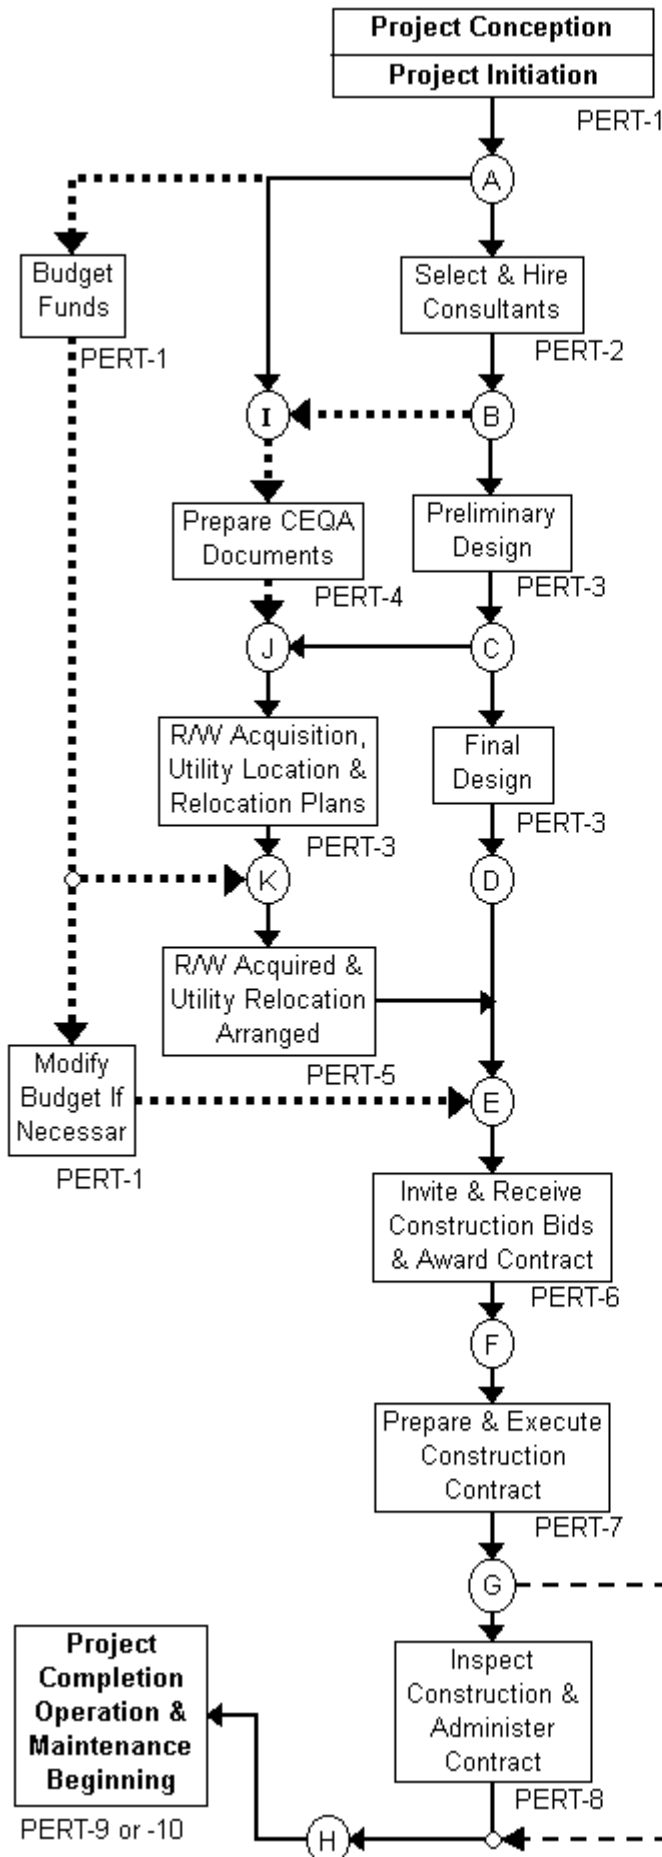 Project Conception
Project Initiation
PERT-1
A
Budget
Funds
PERT-1
Select & Hire
Consultants
PERT-2
I
B
Prepare CEQA
Documents
PERT-4
Preliminary
Design
PERT-3
J
C
R/W Acquisition,
Utility Location &
Relocation Plans
PERT-3
Final
Design
PERT-3
K
D
R/W Acquired &
Utility Relocation
Arranged
PERT-5
Modify
Budget If
Necessar
PERT-1
E
Invite & Receive
Construction Bids
& Award Contract
PERT-6
F
Prepare & Execute
Construction
Contract
PERT-7
G
Inspect
Construction &
Administer
Contract
PERT-8
Project
Completion
Operation &
Maintenance
Beginning
PERT-9 or -10
H